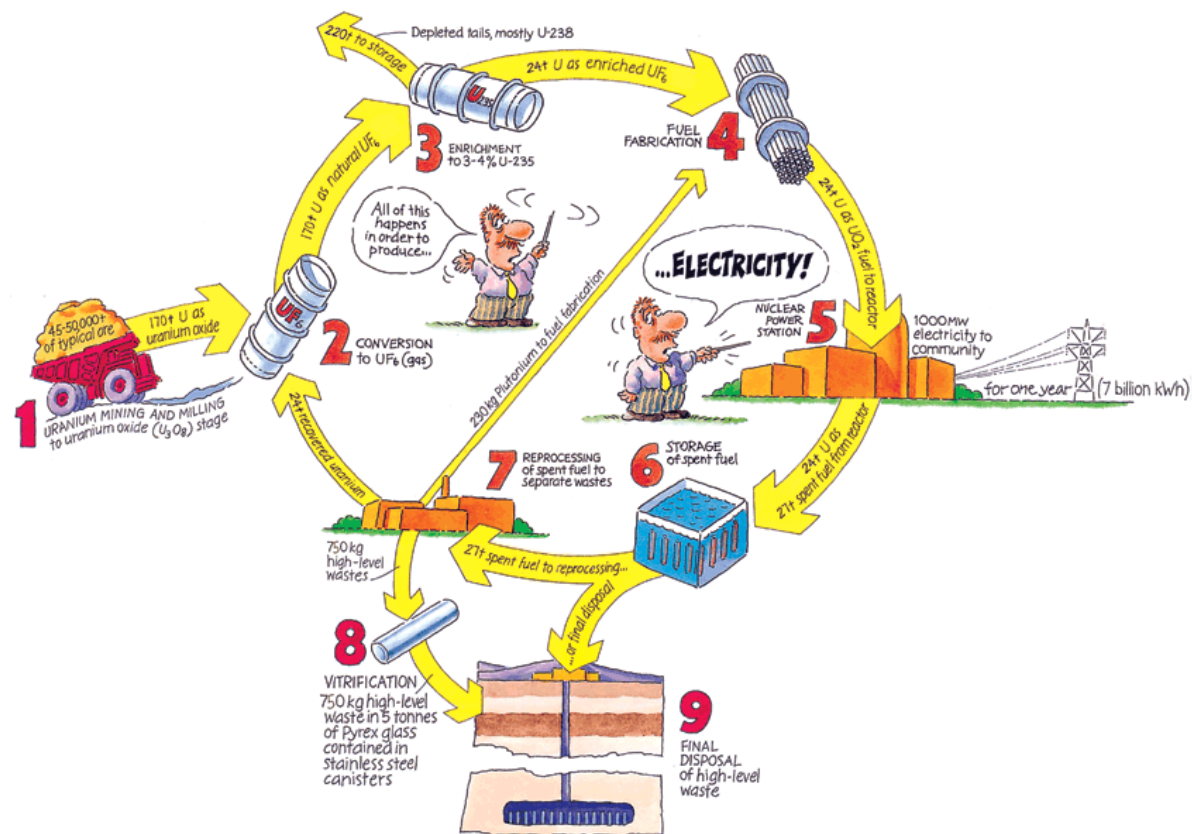 220t to storage
Depleted tails, mostly U-238
24t U as enriched UF₆
U235
3 ENRICHMENT
to 3-4% U-235
FUEL
FABRICATION 4
170t U as natural UF₆
All of this
happens
in order to
produce...
24t U as UO₂ fuel to reactor
...ELECTRICITY!
230 kg Plutonium to fuel fabrication
45-50,000t
of typical ore
170t U as
uranium oxide
UF₆
2 CONVERSION
to UF₆ (gas)
1 URANIUM MINING AND MILLING
to uranium oxide (U₃O₈) stage
NUCLEAR
POWER
STATION 5
1000MW
electricity to
community
for one year (7 billion kWh)
24t U as
27t spent fuel from reactor
24t recovered uranium
7 REPROCESSING
of spent fuel to
separate wastes
6 STORAGE
of spent fuel
750kg
high-level
wastes
27t spent fuel to reprocessing...
...or final disposal
8
VITRIFICATION
750 kg high-level
waste in 5 tonnes
of Pyrex glass
contained in
stainless steel
canisters
9
FINAL
DISPOSAL
of high-level
waste